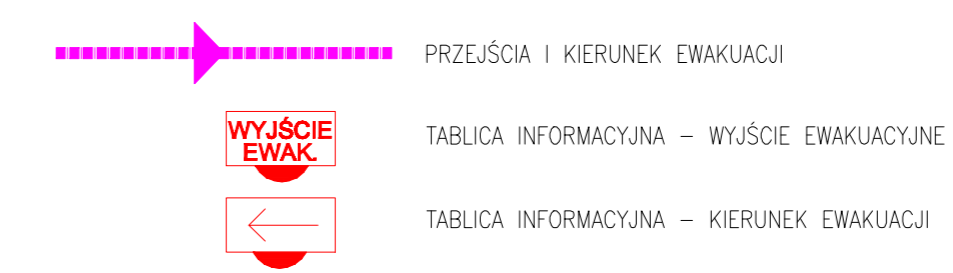 PRZEJŚCIA I KIERUNEK EWAKUACJI
WYJŚCIE
EWAK.
TABLICA INFORMACYJNA – WYJŚCIE EWAKUACYJNE
TABLICA INFORMACYJNA – KIERUNEK EWAKUACJI